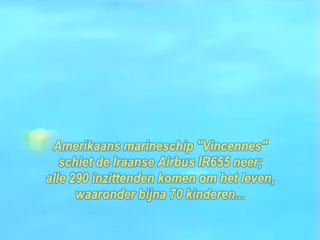 Amerikaans marineschip "Vincennes"
schiet de Iraanse Airbus IR655 neer;
alle 290 inzittenden komen om het leven,
waaronder bijna 70 kinderen...